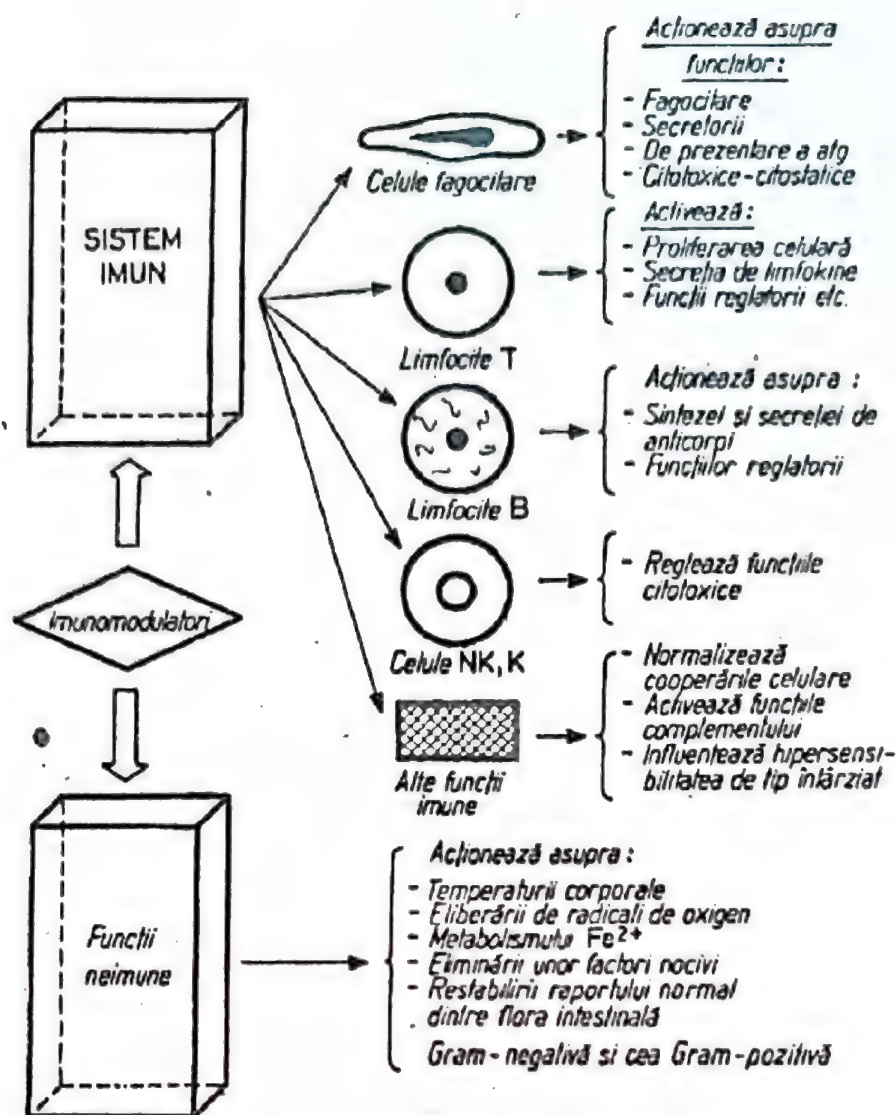 SISTEM
IMUN
Imunomodulatori
Funcții
neimune
Celule fagocitare
Acționează asupra
funcțiilor:
- Fagocitare
- Secretorii
- De prezentare a atg
- Citotoxice-citostatice
Limfocite T
Activează:
- Proliferarea celulară
- Secreția de limfokine
- Funcții reglatorii etc.
Limfocite B
Acționează asupra:
- Sintezei și secreției de
anticorpi
- Funcțiilor reglatorii
Celule NK, K
- Reglează funcțiile
citotoxice
Alte funcții
imune
- Normalizează
cooperările celulare
- Activează funcțiile
complementului
- Influențează hipersensi-
bilitatea de tip întârziat
Acționează asupra:
- Temperaturii corporale
- Eliberării de radicali de oxigen
- Metabolismului Fe²⁺
- Eliminării unor factori nocivi
- Restabilirii raportului normal
dintre flora intestinală
Gram-negativă si cea Gram-pozitivă